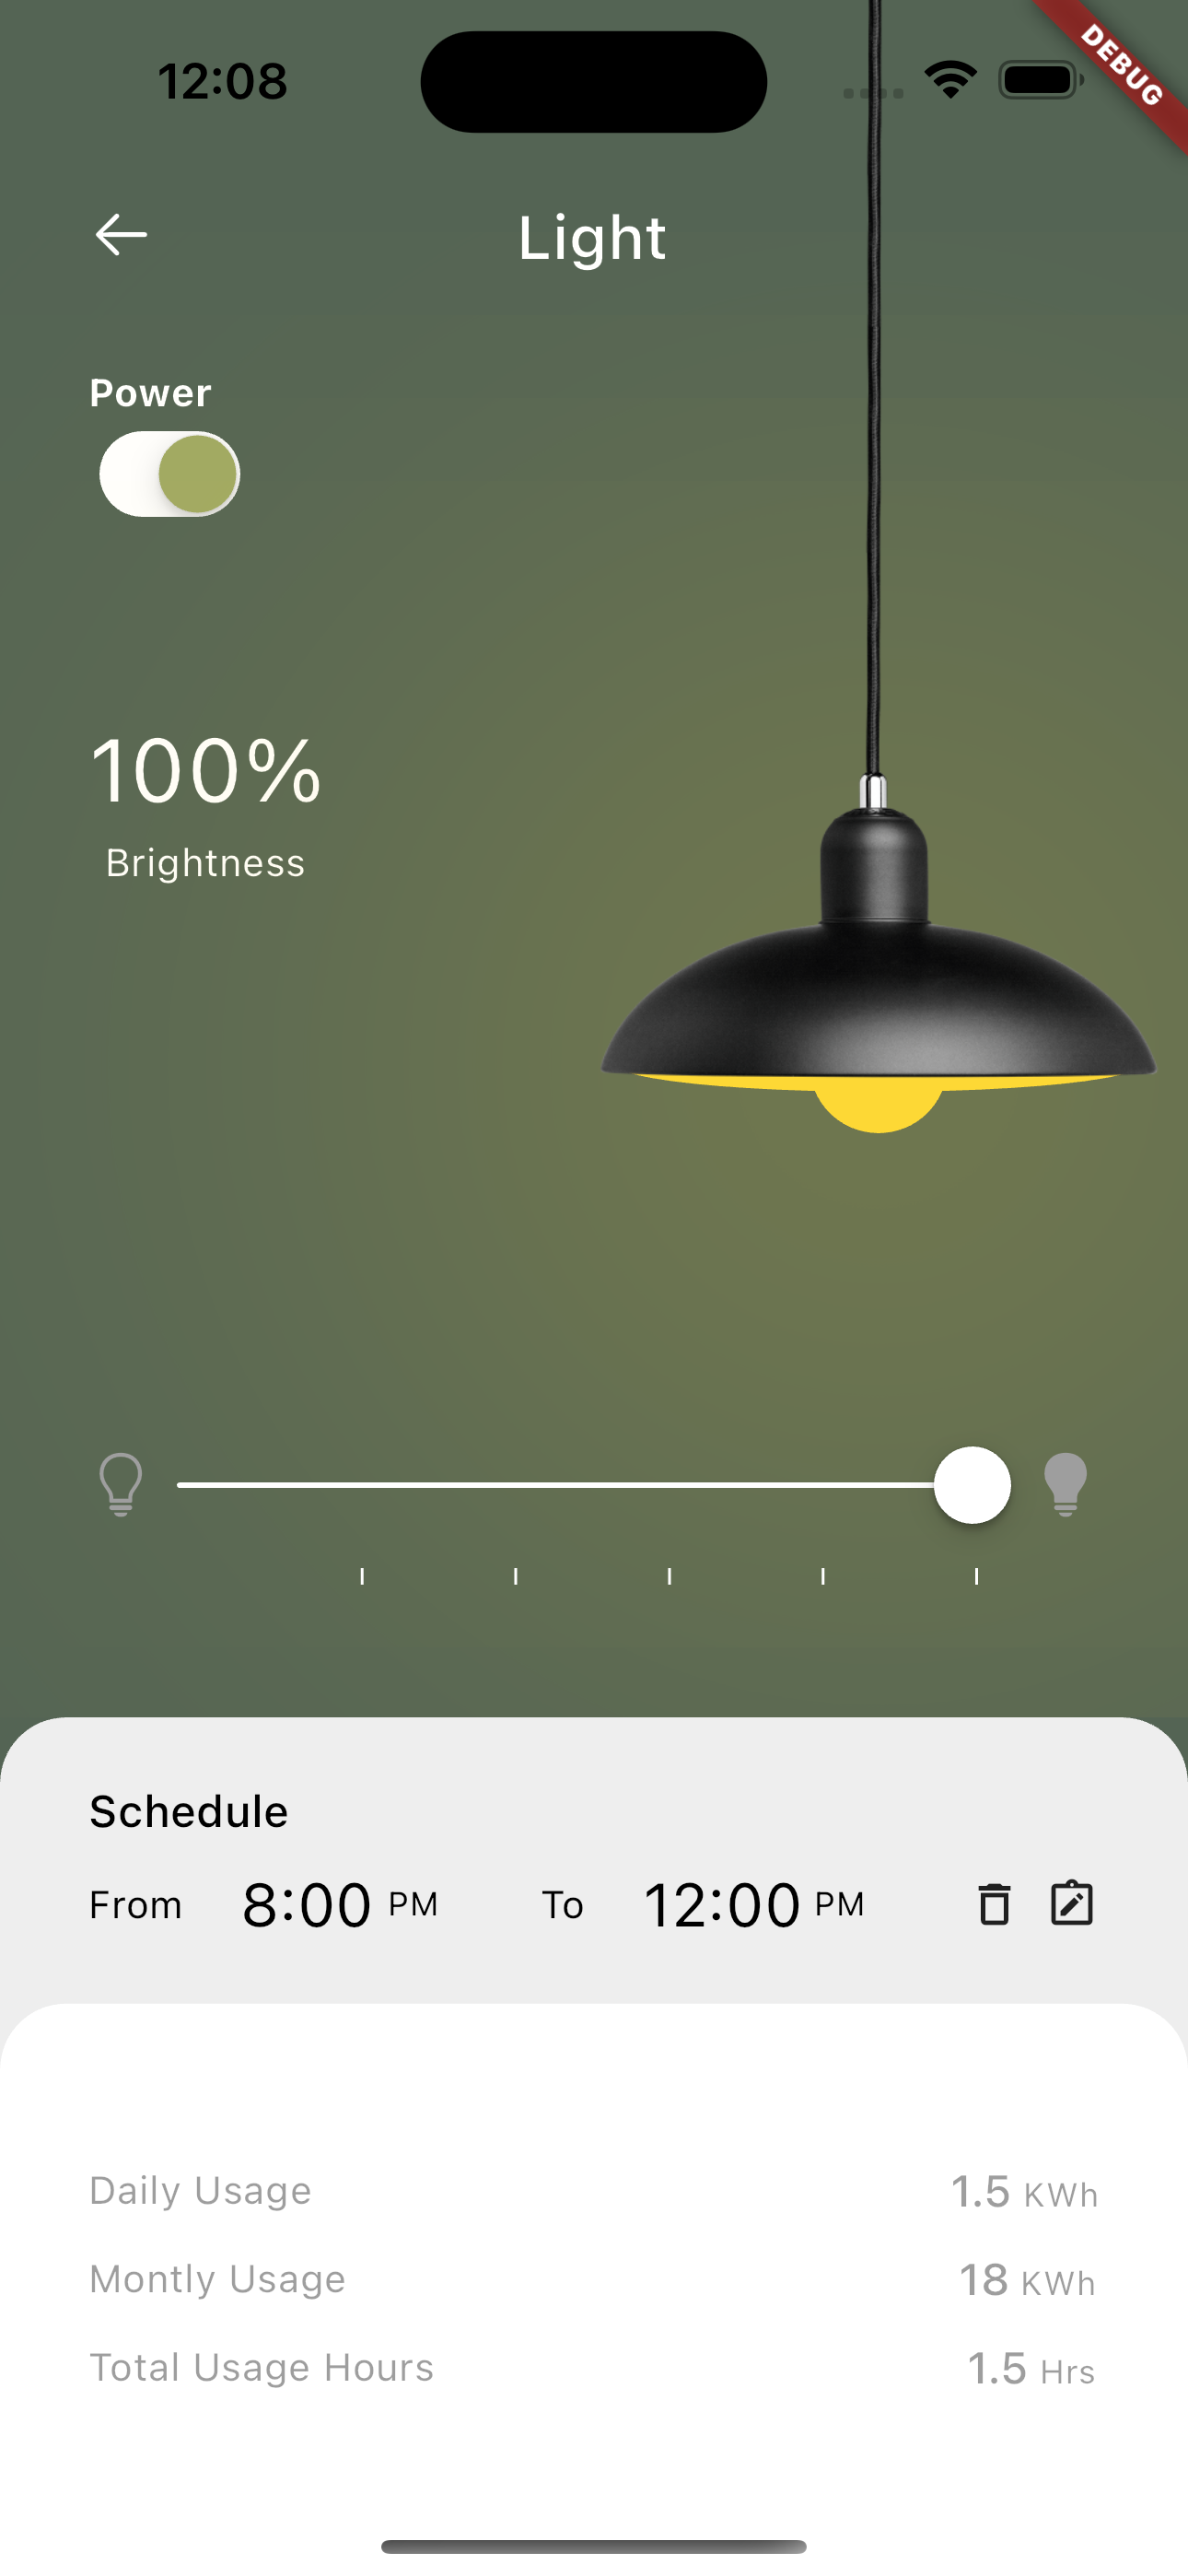 12:08
DEBUG
Light
Power
100%
Brightness
Schedule
From 8:00 PM To 12:00 PM
Daily Usage 1.5 KWh
Montly Usage 18 KWh
Total Usage Hours 1.5 Hrs